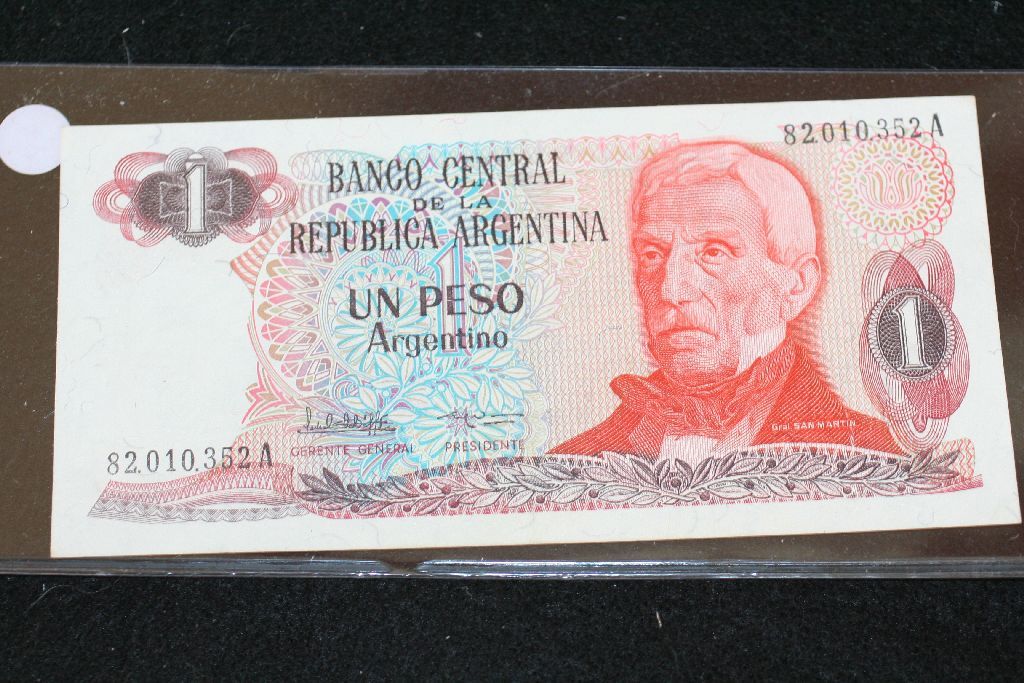 82.010.352 A
1
BANCO CENTRAL
DE LA
REPUBLICA ARGENTINA
1
UN PESO
Argentino
1
Gral SAN MARTIN
GERENTE GENERAL PRESIDENTE
82.010.352 A